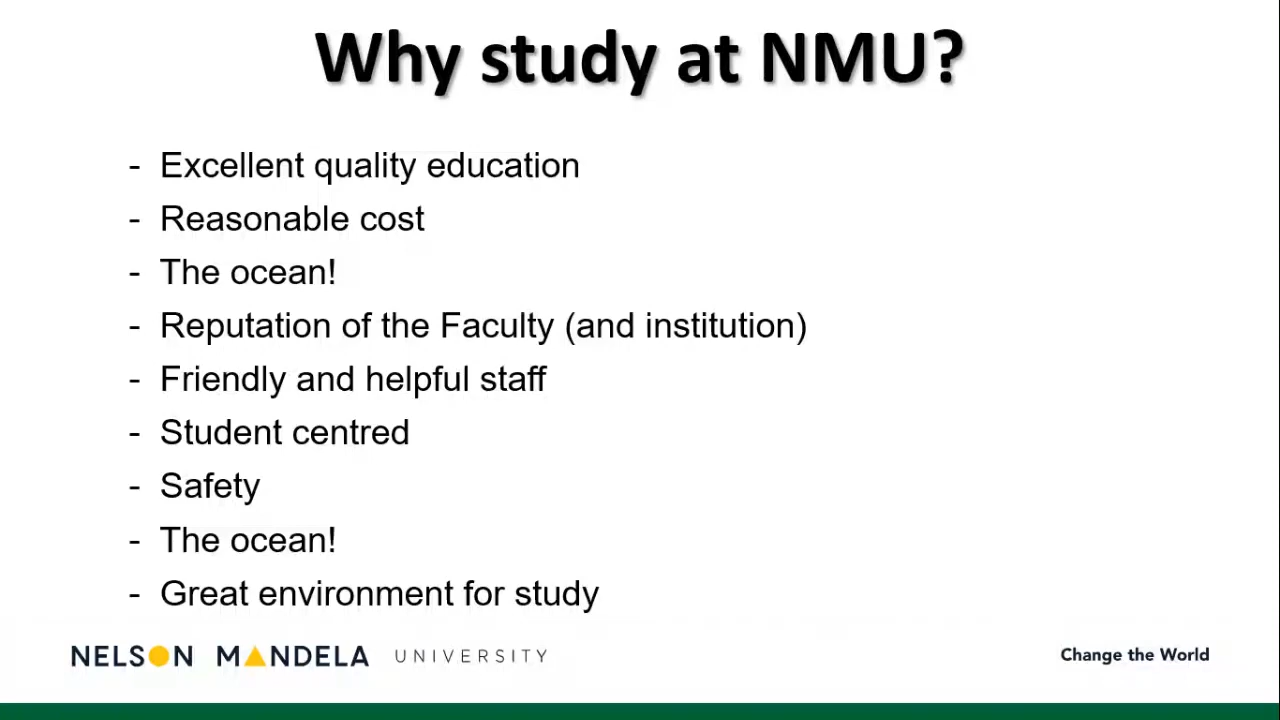 Why study at NMU?
- Excellent quality education
- Reasonable cost
- The ocean!
- Reputation of the Faculty (and institution)
- Friendly and helpful staff
- Student centred
- Safety
- The ocean!
- Great environment for study
NELSON MANDELA UNIVERSITY
Change the World